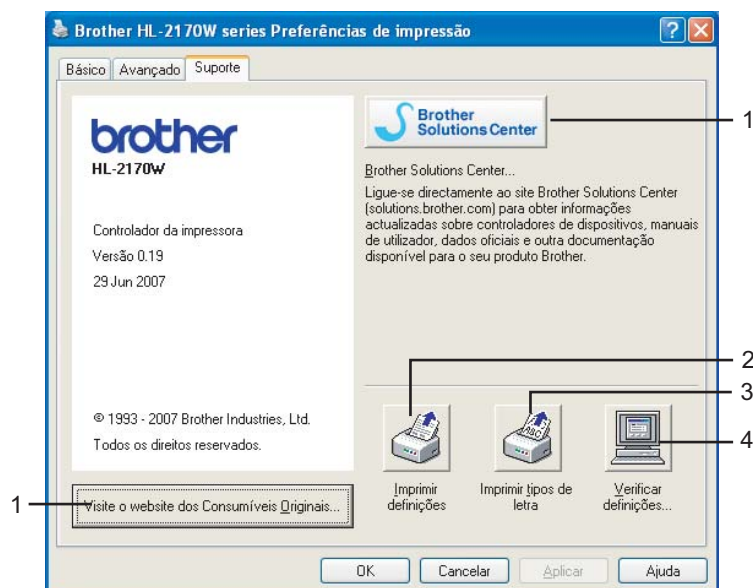 Brother HL-2170W series Preferências de impressão
Básico
Avançado
Suporte
brother
HL-2170W
Controlador da impressora
Versão 0.19
29 Jun 2007
© 1993 - 2007 Brother Industries, Ltd.
Todos os direitos reservados.
1
Visite o website dos Consumíveis Originais...
Brother
Solutions Center
1
Brother Solutions Center...
Ligue-se directamente ao site Brother Solutions Center
(solutions.brother.com) para obter informações
actualizadas sobre controladores de dispositivos, manuais
de utilizador, dados oficiais e outra documentação
disponível para o seu produto Brother.
2
3
4
ABC
Imprimir
definições
Imprimir tipos de
letra
Verificar
definições...
OK
Cancelar
Aplicar
Ajuda